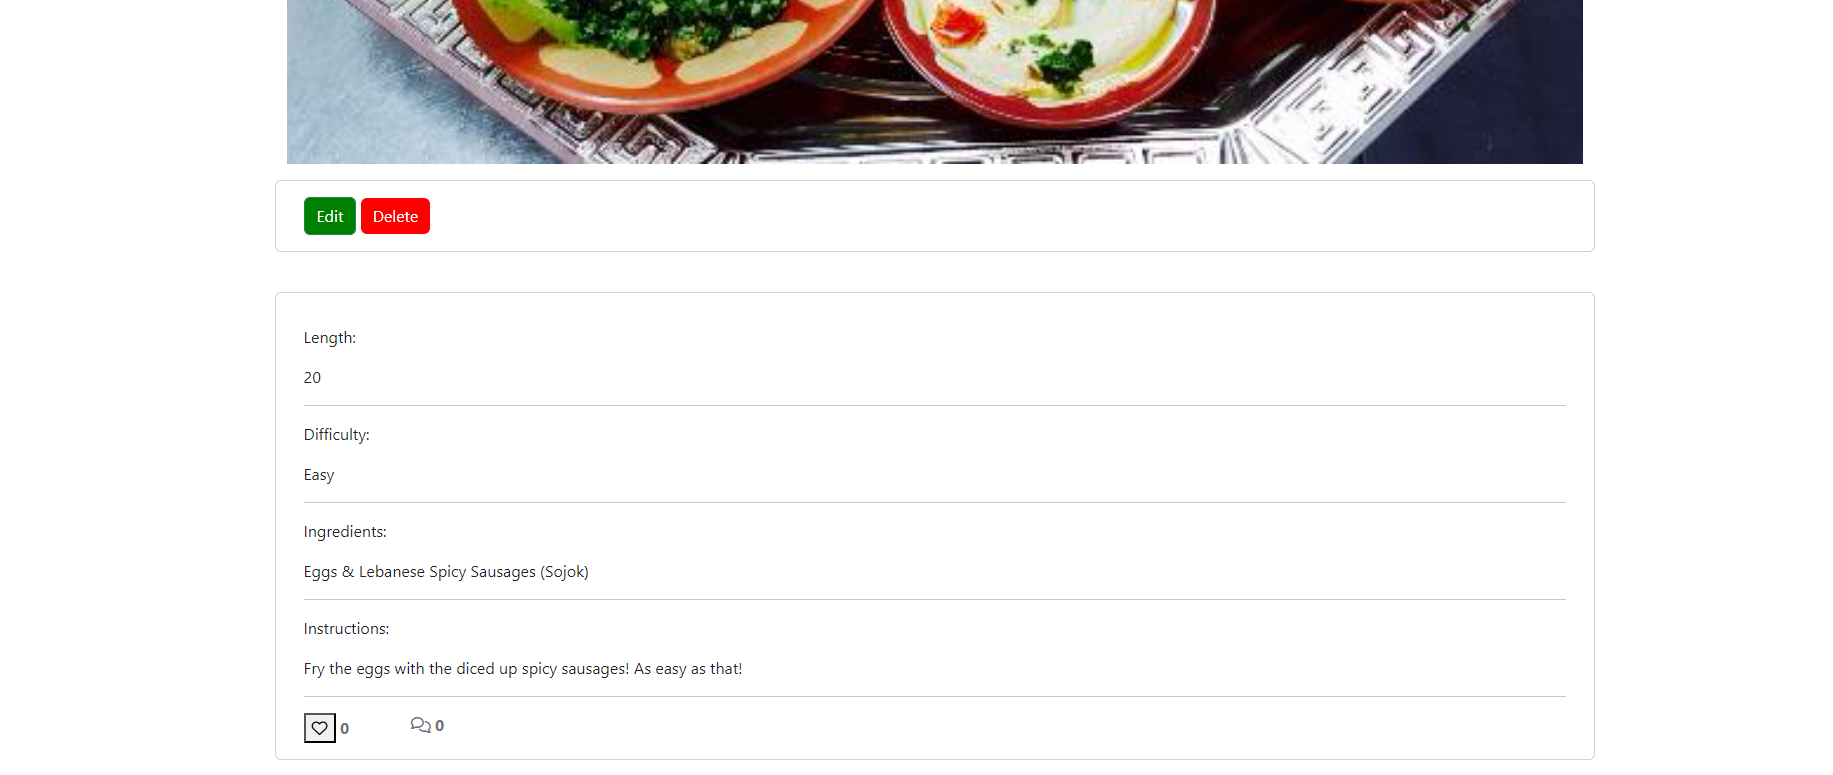 Edit Delete
Length:
20
Difficulty:
Easy
Ingredients:
Eggs & Lebanese Spicy Sausages (Sojok)
Instructions:
Fry the eggs with the diced up spicy sausages! As easy as that!
0 0